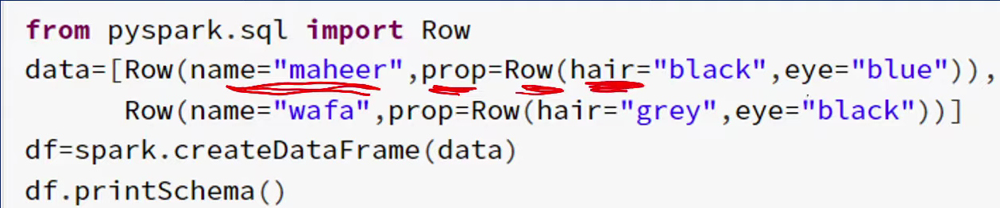 from pyspark.sql import Row
data=[Row(name="maheer",prop=Row(hair="black",eye="blue")),
Row(name="wafa",prop=Row(hair="grey",eye="black"))]
df=spark.createDataFrame(data)
df.printSchema()